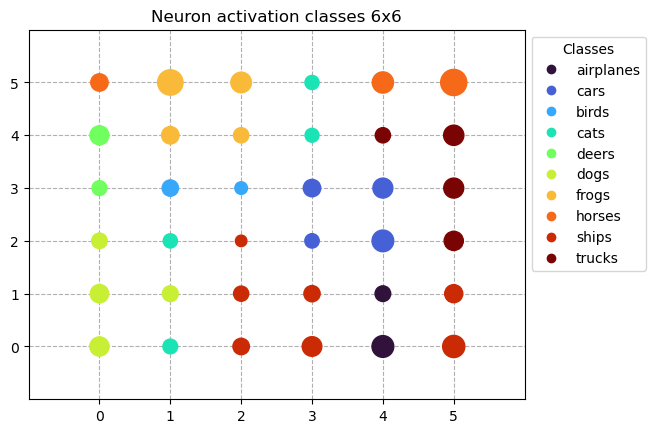 Neuron activation classes 6x6
Classes
airplanes
cars
birds
cats
deers
dogs
frogs
horses
ships
trucks
5
4
3
2
1
0
0 1 2 3 4 5